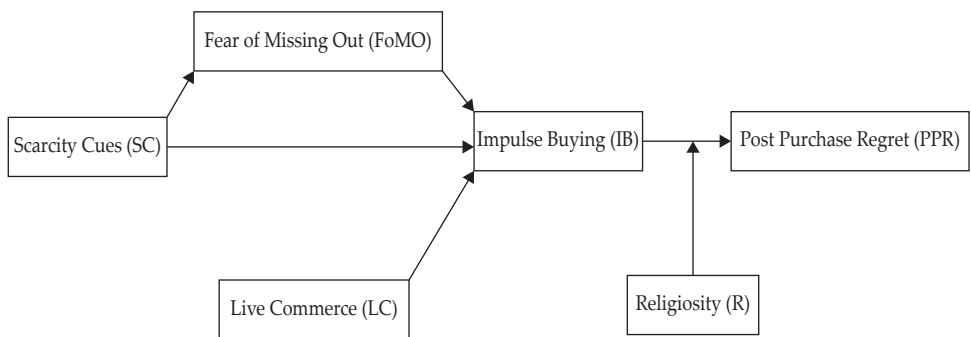 Fear of Missing Out (FoMO)
Scarcity Cues (SC)
Impulse Buying (IB)
Post Purchase Regret (PPR)
Live Commerce (LC)
Religiosity (R)